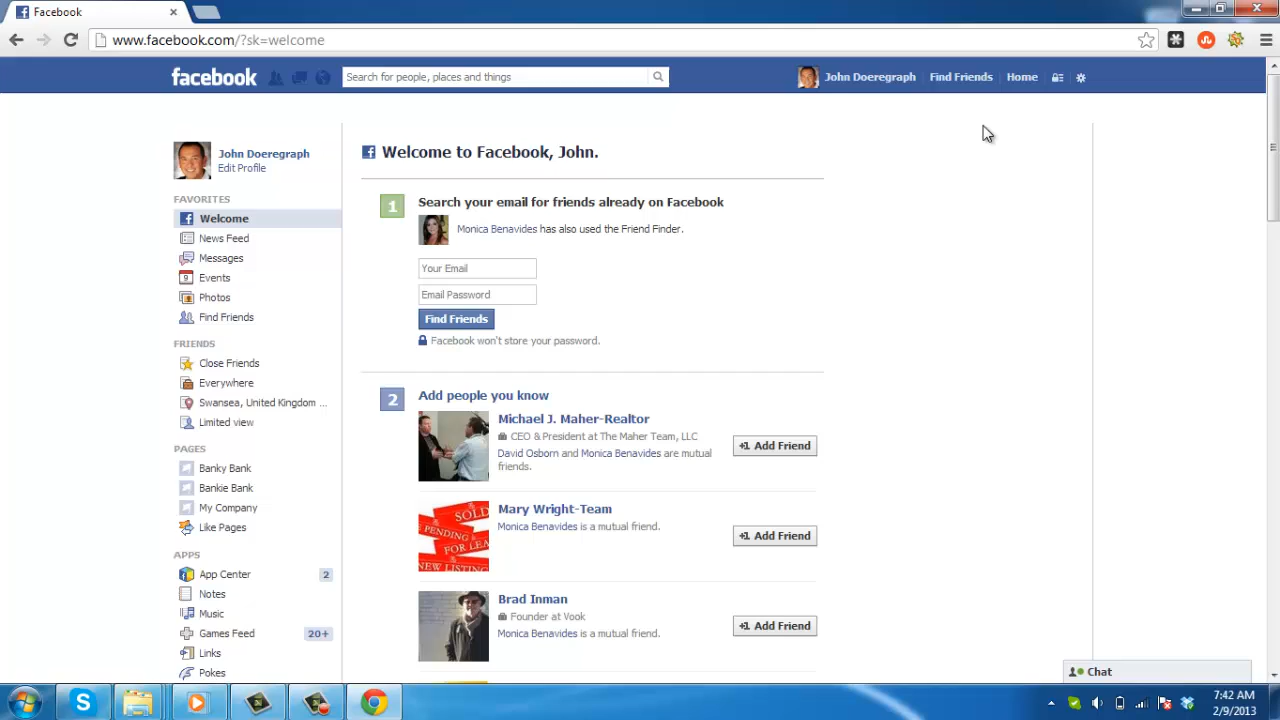 Facebook
www.facebook.com/?sk=welcome
facebook
Search for people, places and things
John Doeregraph
Find Friends
Home
John Doeregraph
Edit Profile
FAVORITES
Welcome
News Feed
Messages
9
Events
Photos
Find Friends
FRIENDS
Close Friends
Everywhere
Swansea, United Kingdom ...
Limited view
PAGES
Banky Bank
Bankie Bank
My Company
Like Pages
APPS
App Center 2
Notes
Music
Games Feed 20+
Links
Pokes
Welcome to Facebook, John.
1 Search your email for friends already on Facebook
Monica Benavides has also used the Friend Finder.
Your Email
Email Password
Find Friends
Facebook won't store your password.
2 Add people you know
Michael J. Maher-Realtor
CEO & President at The Maher Team, LLC
David Osborn and Monica Benavides are mutual
friends.
+1 Add Friend
SOLD
PENDING
FOR LEA
NEW LISTING
Mary Wright-Team
Monica Benavides is a mutual friend.
+1 Add Friend
Brad Inman
Founder at Vook
Monica Benavides is a mutual friend.
+1 Add Friend
Chat
7:42 AM
2/9/2013